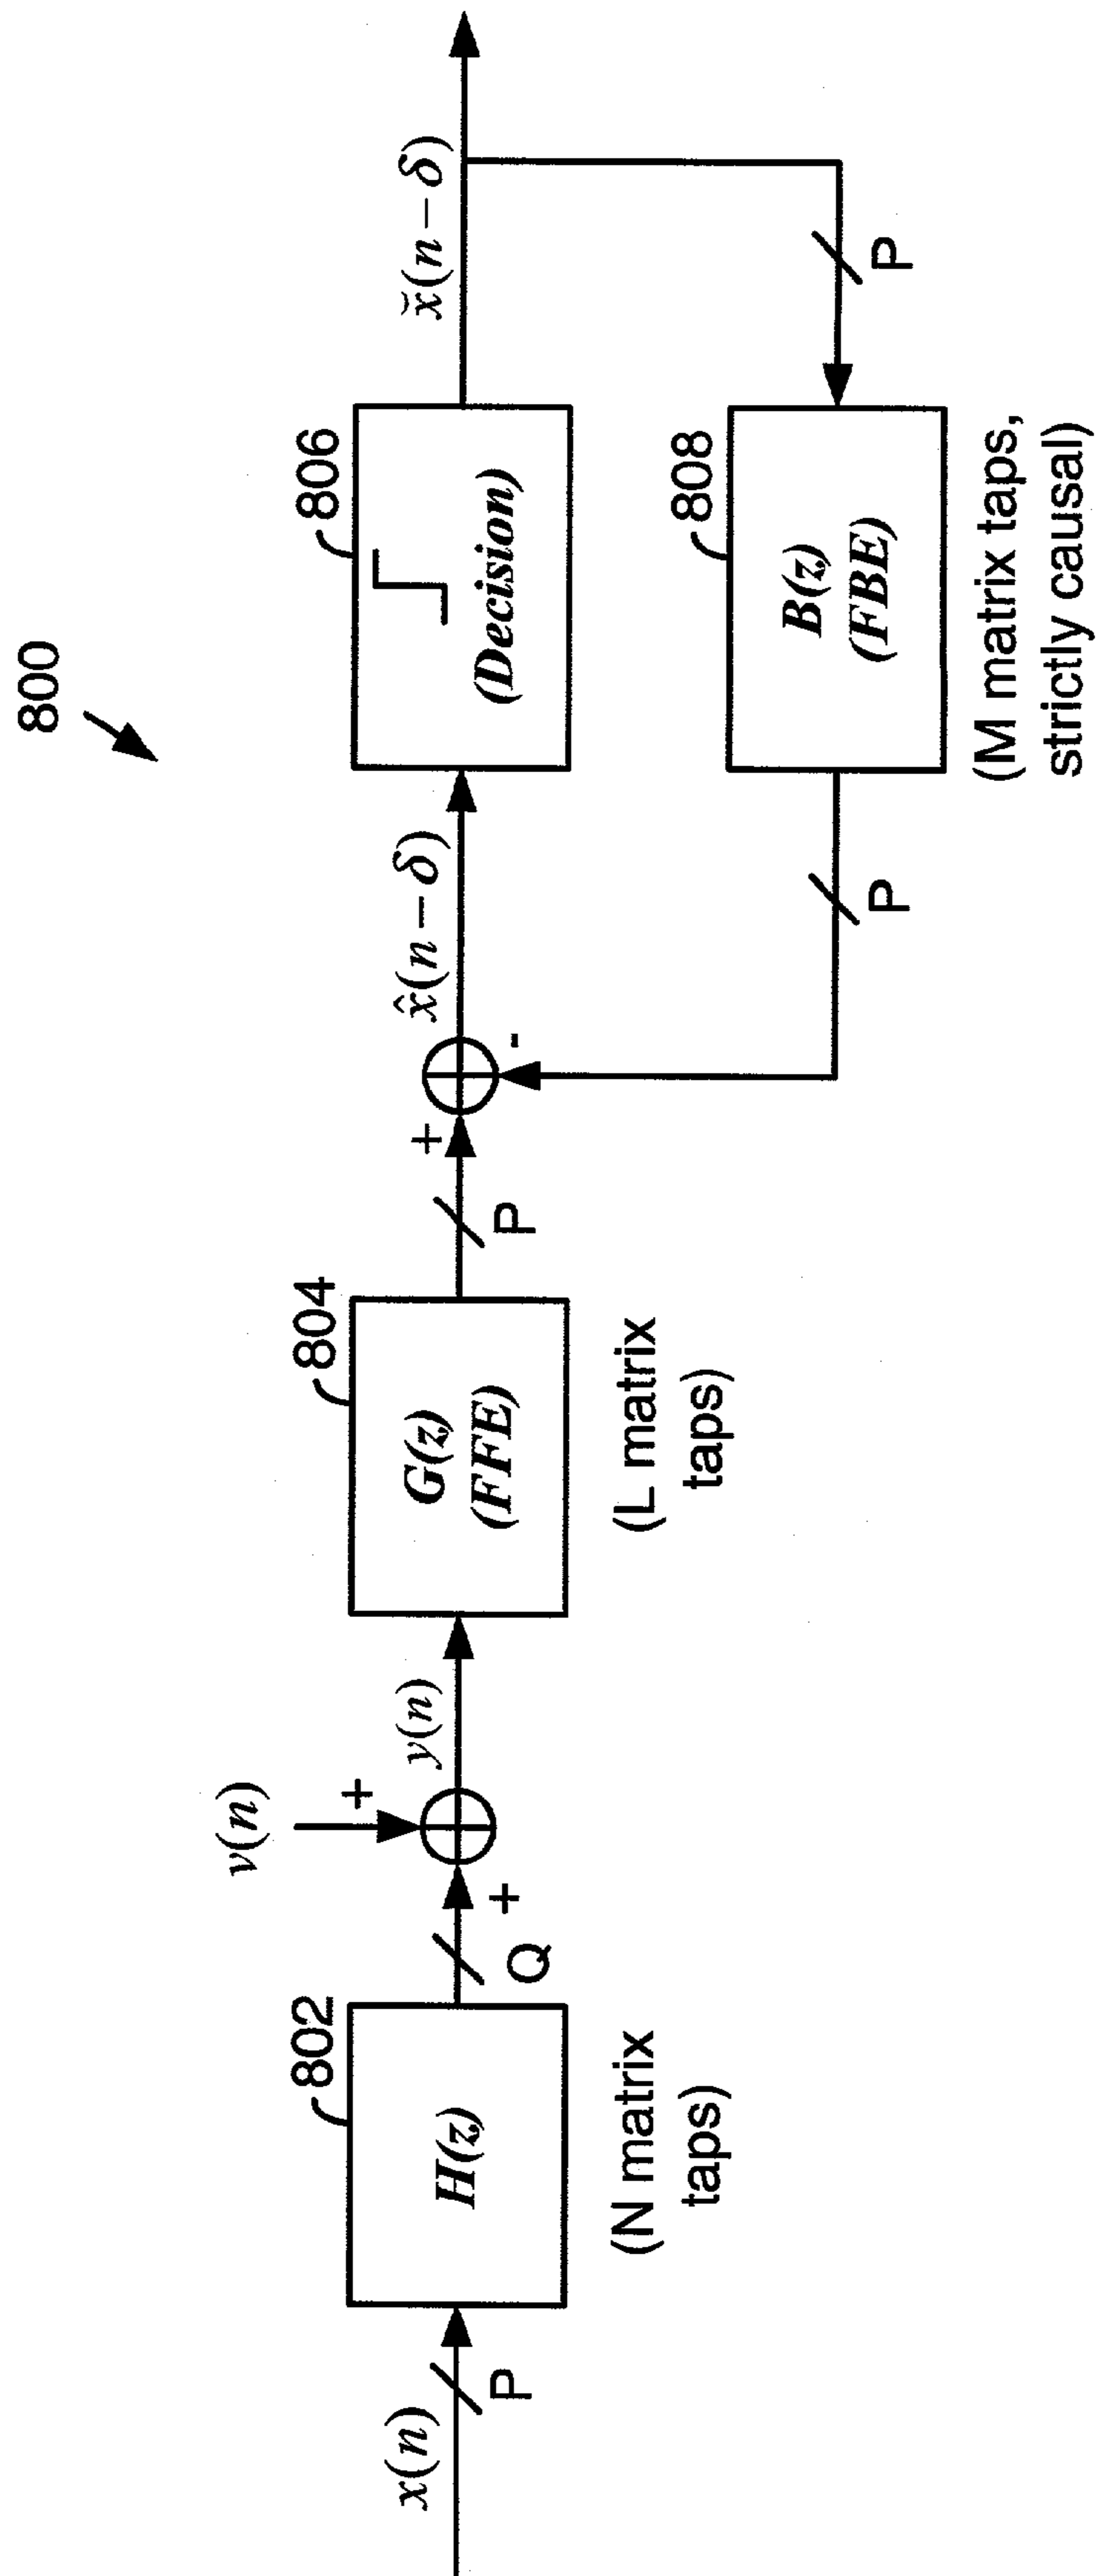 800
x(n)
P
802
H(z)
(N matrix
taps)
Q
+
v(n)
+
y(n)
804
G(z)
(FFE)
(L matrix
taps)
P
+
-
x̂(n−δ)
806
(Decision)
x̆(n−δ)
P
808
B(z)
(FBE)
(M matrix taps,
strictly causal)
P